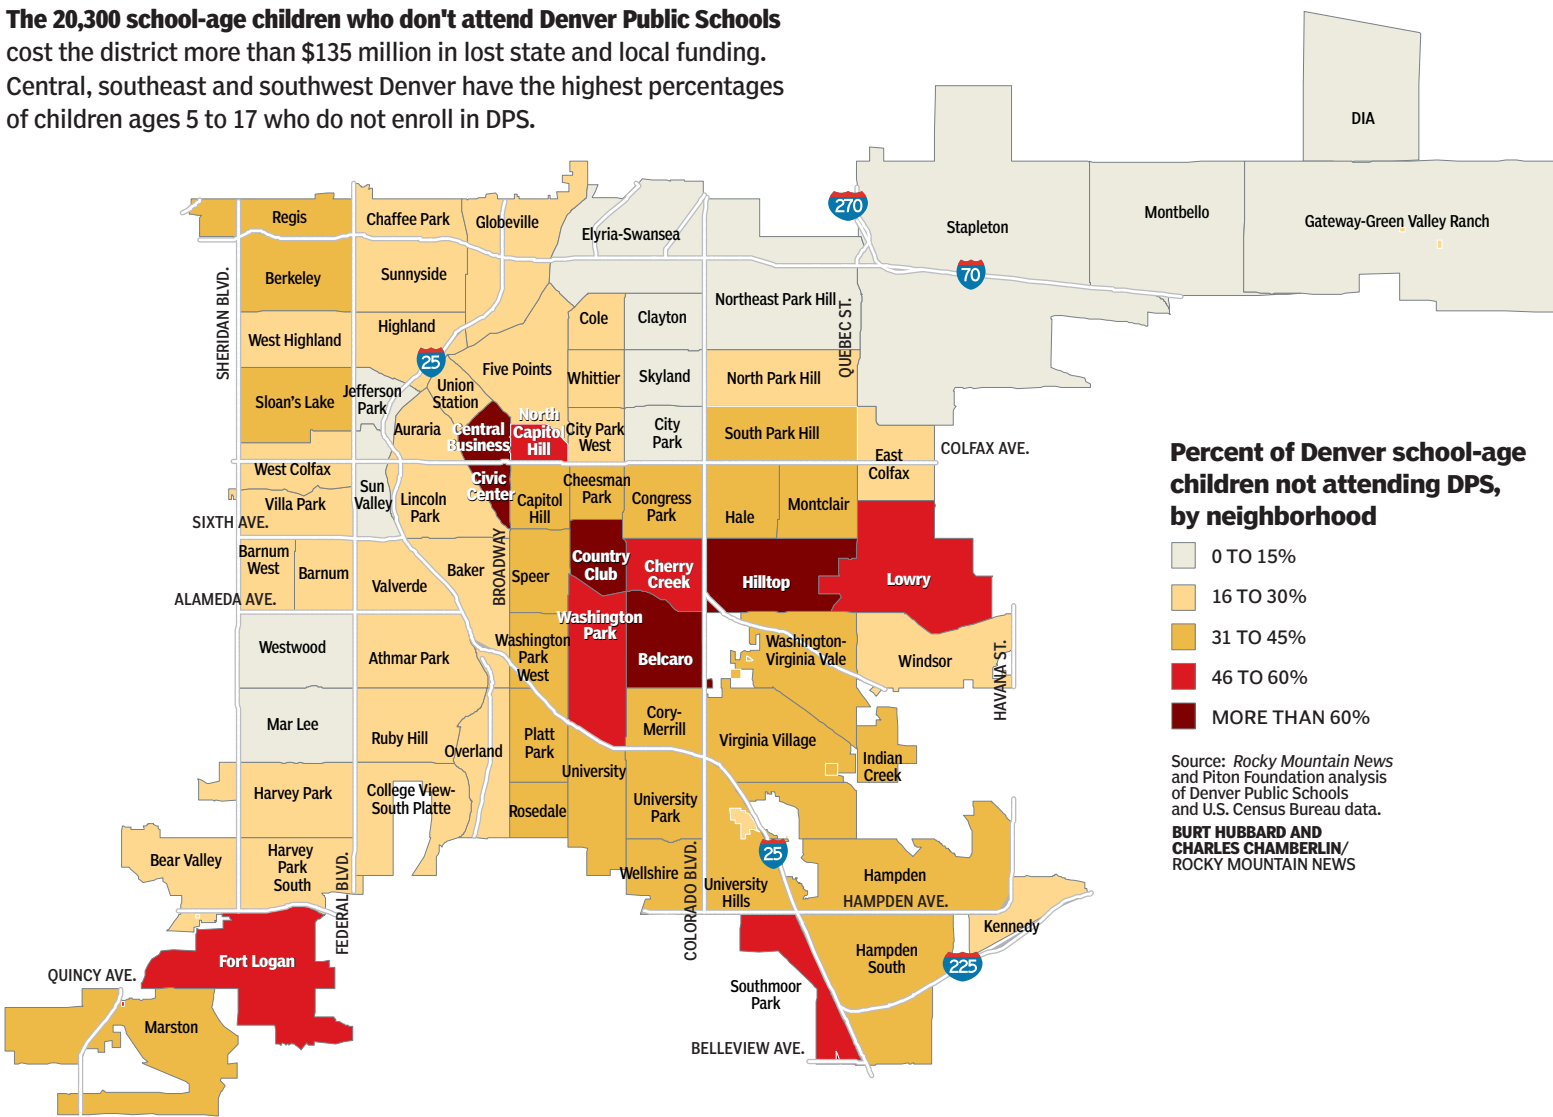 The 20,300 school-age children who don't attend Denver Public Schools
cost the district more than $135 million in lost state and local funding.
Central, southeast and southwest Denver have the highest percentages
of children ages 5 to 17 who do not enroll in DPS.
DIA
270
Regis
Chaffee Park
Globeville
Elyria-Swansea
Stapleton
Montbello
Gateway-Green Valley Ranch
SHERIDAN BLVD.
Berkeley
Sunnyside
70
Northeast Park Hill
QUEBEC ST.
West Highland
Highland
Cole
Clayton
25
Five Points
Whittier
Skyland
North Park Hill
Sloan's Lake
Jefferson
Park
Union
Station
Auraria
Central
Business
North
Capitol
Hill
City Park
West
City
Park
South Park Hill
COLFAX AVE.
East
Colfax
West Colfax
Sun
Valley
Civic
Center
Cheesman
Park
Villa Park
SIXTH AVE.
Lincoln
Park
Capitol
Hill
Congress
Park
Hale
Montclair
Barnum
West
Barnum
Valverde
Baker
BROADWAY
Speer
Country
Club
Cherry
Creek
Hilltop
Lowry
ALAMEDA AVE.
Westwood
Athmar Park
Washington
Park
West
Washington
Park
Belcaro
Washington-
Virginia Vale
Windsor
HAVANA ST.
Mar Lee
Ruby Hill
Overland
Platt
Park
Cory-
Merrill
Virginia Village
Indian
Creek
University
Harvey Park
College View-
South Platte
Rosedale
University
Park
25
Bear Valley
Harvey
Park
South
FEDERAL BLVD.
Wellshire
COLORADO BLVD.
University
Hills
Hampden
HAMPDEN AVE.
Kennedy
Fort Logan
Hampden
South
225
QUINCY AVE.
Southmoor
Park
Marston
BELLEVIEW AVE.
Percent of Denver school-age
children not attending DPS,
by neighborhood
0 TO 15%
16 TO 30%
31 TO 45%
46 TO 60%
MORE THAN 60%
Source: Rocky Mountain News
and Piton Foundation analysis
of Denver Public Schools
and U.S. Census Bureau data.
BURT HUBBARD AND
CHARLES CHAMBERLIN/
ROCKY MOUNTAIN NEWS